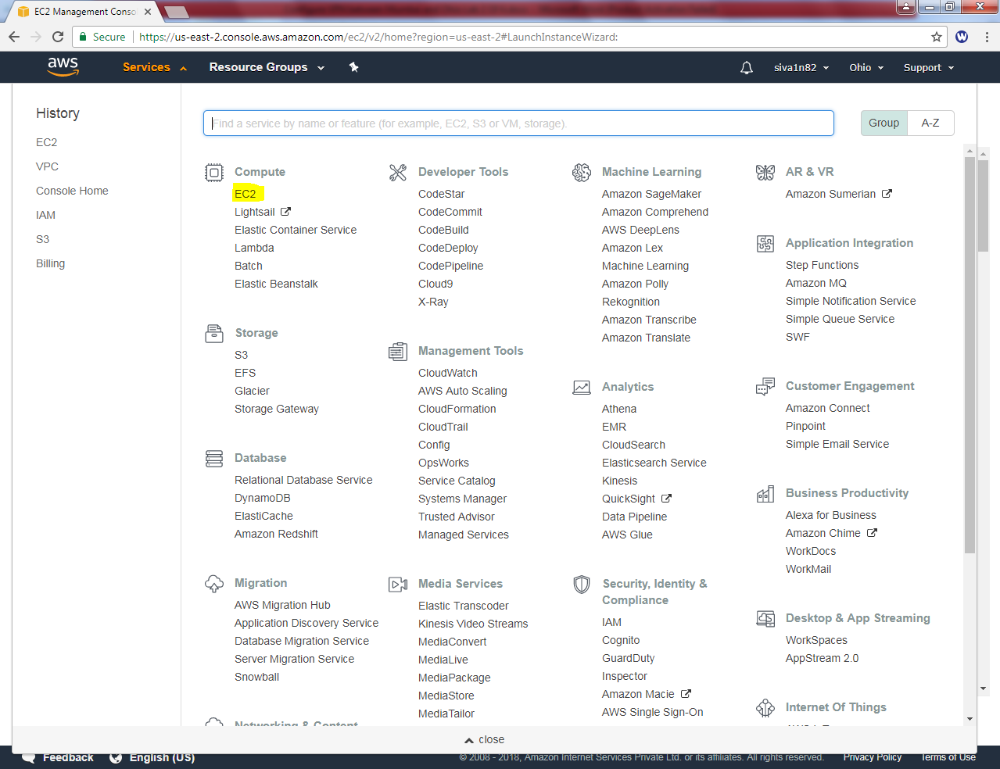 EC2 Management Conso
Secure
https://us-east-2.console.aws.amazon.com/ec2/v2/home?region=us-east-2#LaunchInstanceWizard:
W
aws
Services
Resource Groups
siva1n82
Ohio
Support
History
EC2
VPC
Console Home
IAM
S3
Billing
Find a service by name or feature (for example, EC2, S3 or VM, storage).
Group
A-Z
Compute
EC2
Lightsail
Elastic Container Service
Lambda
Batch
Elastic Beanstalk
Storage
S3
EFS
Glacier
Storage Gateway
Database
Relational Database Service
DynamoDB
ElastiCache
Amazon Redshift
Migration
AWS Migration Hub
Application Discovery Service
Database Migration Service
Server Migration Service
Snowball
Networking & Content
Developer Tools
CodeStar
CodeCommit
CodeBuild
CodeDeploy
CodePipeline
Cloud9
X-Ray
Management Tools
CloudWatch
AWS Auto Scaling
CloudFormation
CloudTrail
Config
OpsWorks
Service Catalog
Systems Manager
Trusted Advisor
Managed Services
Media Services
Elastic Transcoder
Kinesis Video Streams
MediaConvert
MediaLive
MediaPackage
MediaStore
MediaTailor
Machine Learning
Amazon SageMaker
Amazon Comprehend
AWS DeepLens
Amazon Lex
Machine Learning
Amazon Polly
Rekognition
Amazon Transcribe
Amazon Translate
Analytics
Athena
EMR
CloudSearch
Elasticsearch Service
Kinesis
QuickSight
Data Pipeline
AWS Glue
Security, Identity &
Compliance
IAM
Cognito
GuardDuty
Inspector
Amazon Macie
AWS Single Sign-On
AR & VR
Amazon Sumerian
Application Integration
Step Functions
Amazon MQ
Simple Notification Service
Simple Queue Service
SWF
Customer Engagement
Amazon Connect
Pinpoint
Simple Email Service
Business Productivity
Alexa for Business
Amazon Chime
WorkDocs
WorkMail
Desktop & App Streaming
WorkSpaces
AppStream 2.0
Internet Of Things
close
Feedback
English (US)
© 2008 - 2018, Amazon Internet Services Private Ltd. or its affiliates. All rights reserved.
Privacy Policy
Terms of Use